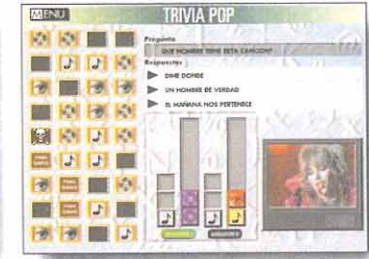 MENU
TRIVIA POP
Pregunta
QUE NOMBRE TIENE ESTA CANCION?
Respuestas
DIME DONDE
UN HOMBRE DE VERDAD
EL MAÑANA NOS PERTENECE